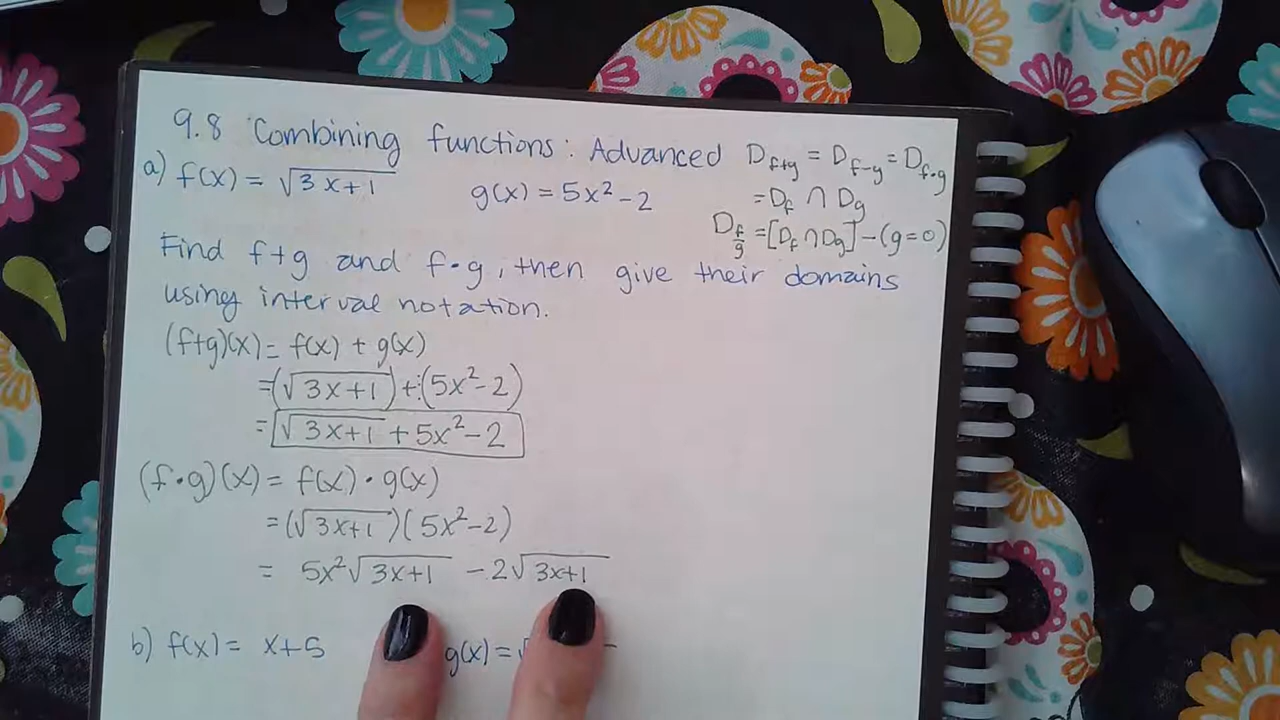 9.8 Combining functions: Advanced
D_{f+g} = D_{f-g} = D_{f•g}
= D_f ∩ D_g
D_{f/g} = [D_f ∩ D_g] - (g=0)
a) f(x) = √(3x+1) g(x) = 5x² - 2
Find f+g and f•g, then give their domains
using interval notation.
(f+g)(x) = f(x) + g(x)
= (√(3x+1)) + (5x²-2)
= √(3x+1) + 5x² - 2
(f•g)(x) = f(x) • g(x)
= (√(3x+1))(5x²-2)
= 5x²√(3x+1) - 2√(3x+1)
b) f(x) = x+5 g(x) = √